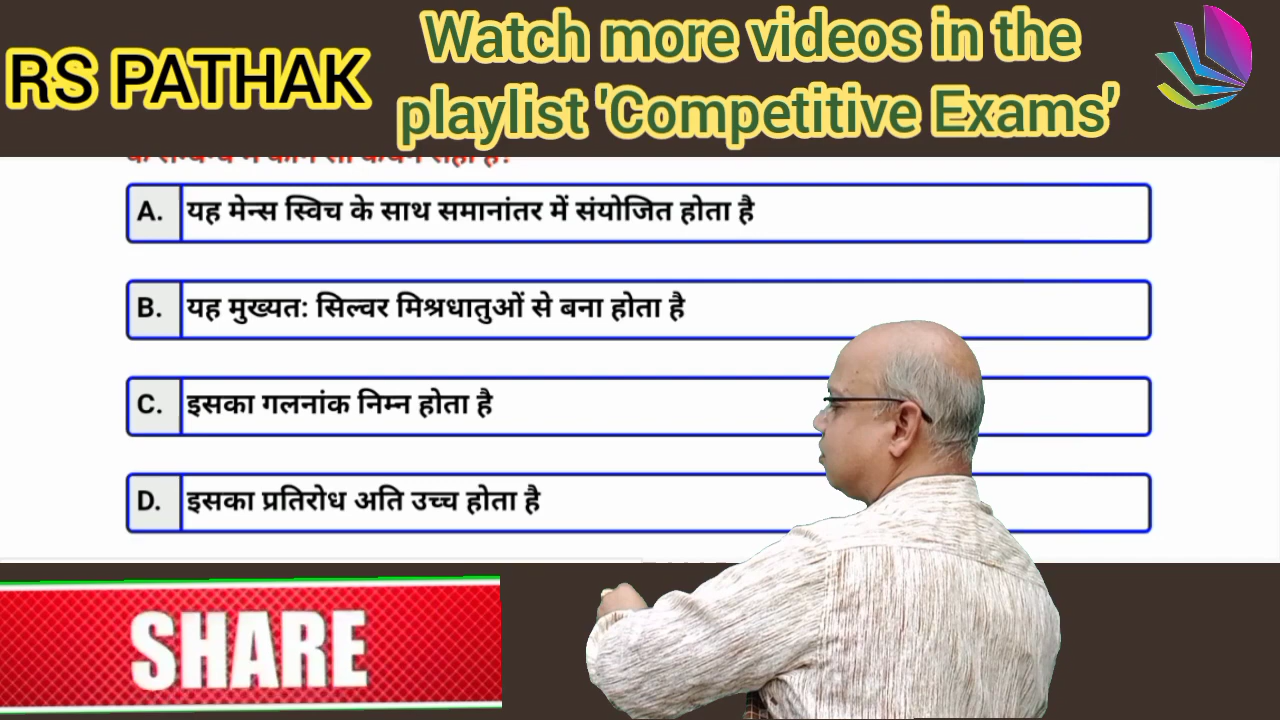 RS PATHAK
Watch more videos in the
playlist 'Competitive Exams'
A. यह मेन्स स्विच के साथ समानांतर में संयोजित होता है
B. यह मुख्यत: सिल्वर मिश्रधातुओं से बना होता है
C. इसका गलनांक निम्न होता है
D. इसका प्रतिरोध अति उच्च होता है
SHARE